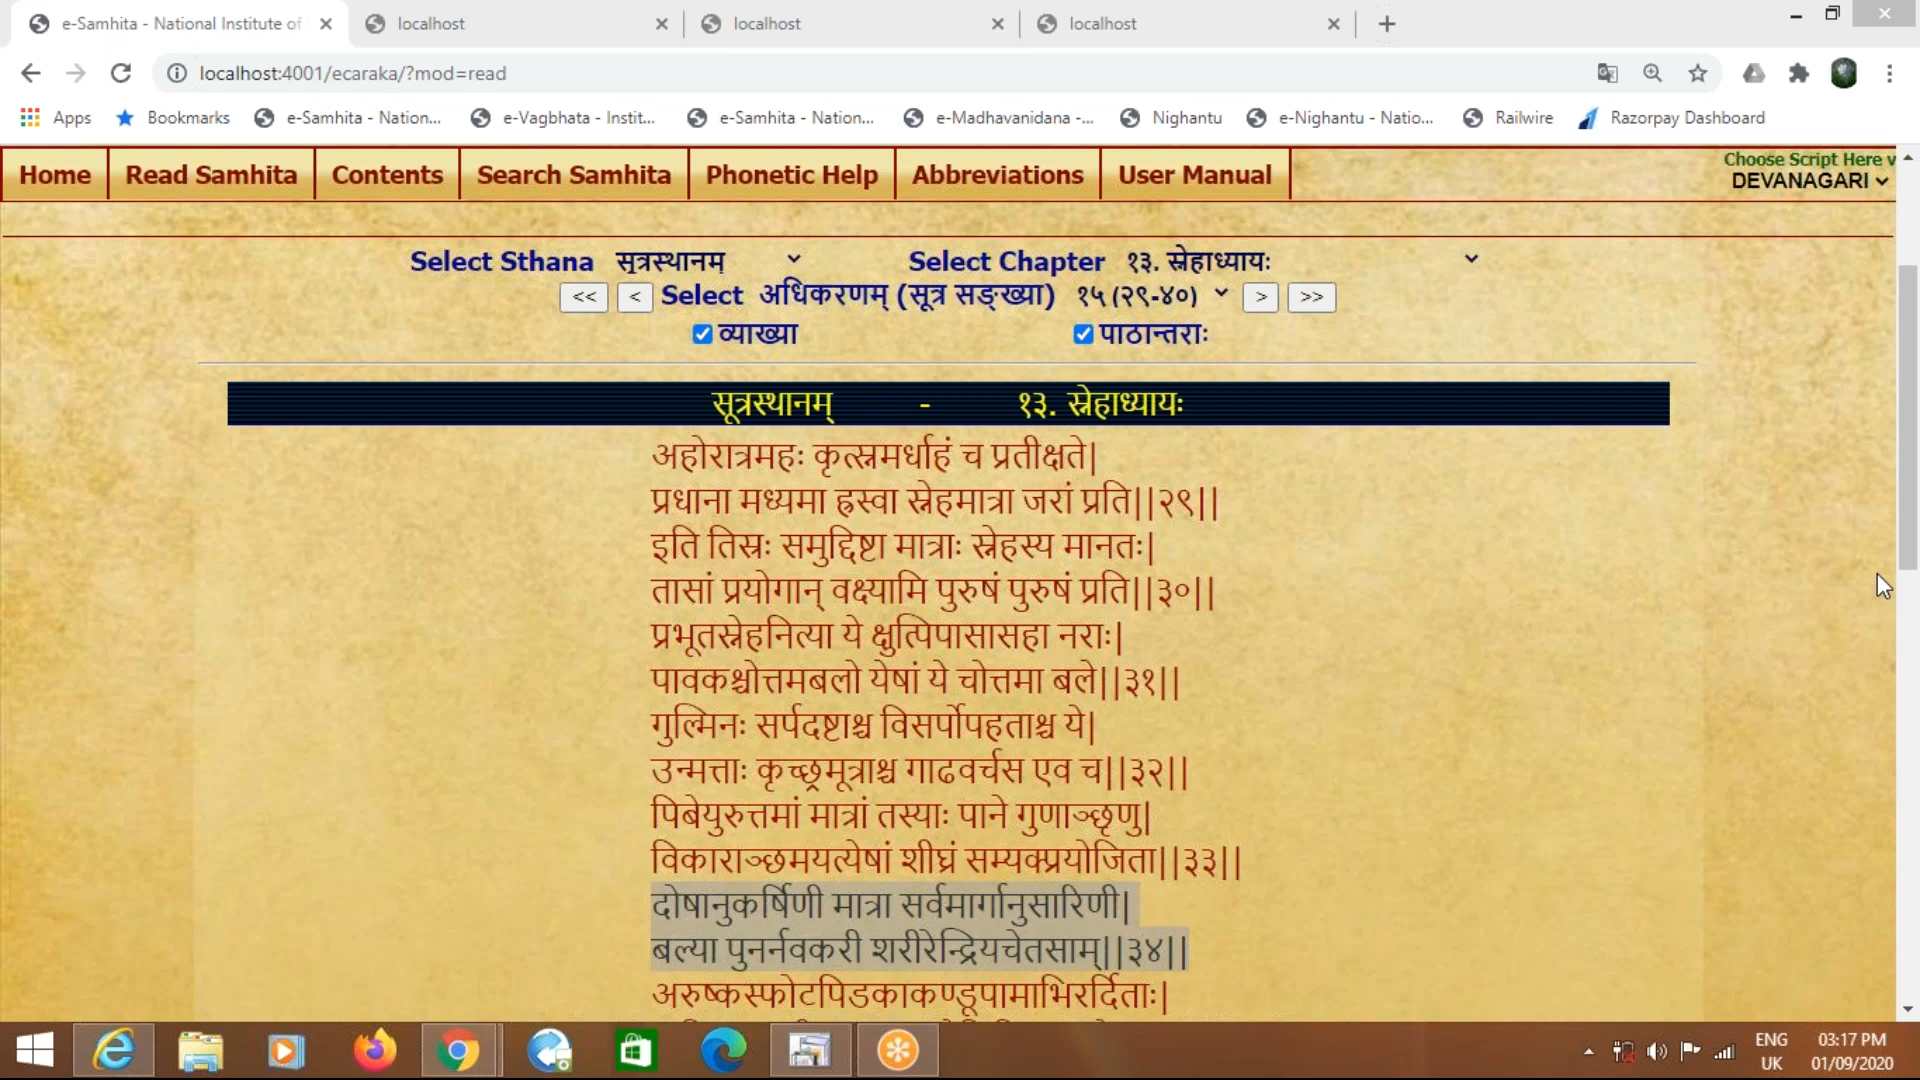 e-Samhita - National Institute of
localhost
localhost
localhost
localhost:4001/ecaraka/?mod=read
Apps Bookmarks e-Samhita - Nation... e-Vagbhata - Instit... e-Samhita - Nation... e-Madhavanidana -... Nighantu e-Nighantu - Natio... Railwire Razorpay Dashboard
Home Read Samhita Contents Search Samhita Phonetic Help Abbreviations User Manual
Choose Script Here v
DEVANAGARI
Select Sthana सूत्रस्थानम् Select Chapter १३. स्नेहाध्यायः
<< < Select अधिकरणम् (सूत्र सङ्ख्या) १५ (२९-४०) > >>
व्याख्या पाठान्तराः
सूत्रस्थानम् - १३. स्नेहाध्यायः
अहोरात्रमहः कृत्स्नमर्धाहं च प्रतीक्षते|
प्रधाना मध्यमा ह्रस्वा स्नेहमात्रा जरां प्रति||२९||
इति तिस्रः समुद्दिष्टा मात्राः स्नेहस्य मानतः|
तासां प्रयोगान् वक्ष्यामि पुरुषं पुरुषं प्रति||३०||
प्रभूतस्नेहनित्या ये क्षुत्पिपासासहा नराः|
पावकश्चोत्तमबलो येषां ये चोत्तमा बले||३१||
गुल्मिनः सर्पदष्टाश्च विसर्पोपहताश्च ये|
उन्मत्ताः कृच्छ्रमूत्राश्च गाढवर्चस एव च||३२||
पिबेयुरुत्तमां मात्रां तस्याः पाने गुणाञ्छृणु|
विकाराञ्छमयत्येषां शीघ्रं सम्यक्प्रयोजिता||३३||
दोषानुकर्षिणी मात्रा सर्वमार्गानुसारिणी|
बल्या पुनर्नवकरी शरीरेन्द्रियचेतसाम्||३४||
अरुष्कस्फोटपिडकाकण्डूपामाभिरर्दिताः|
ENG 03:17 PM
UK 01/09/2020